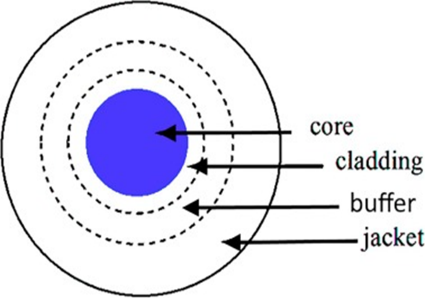 core
cladding
buffer
jacket